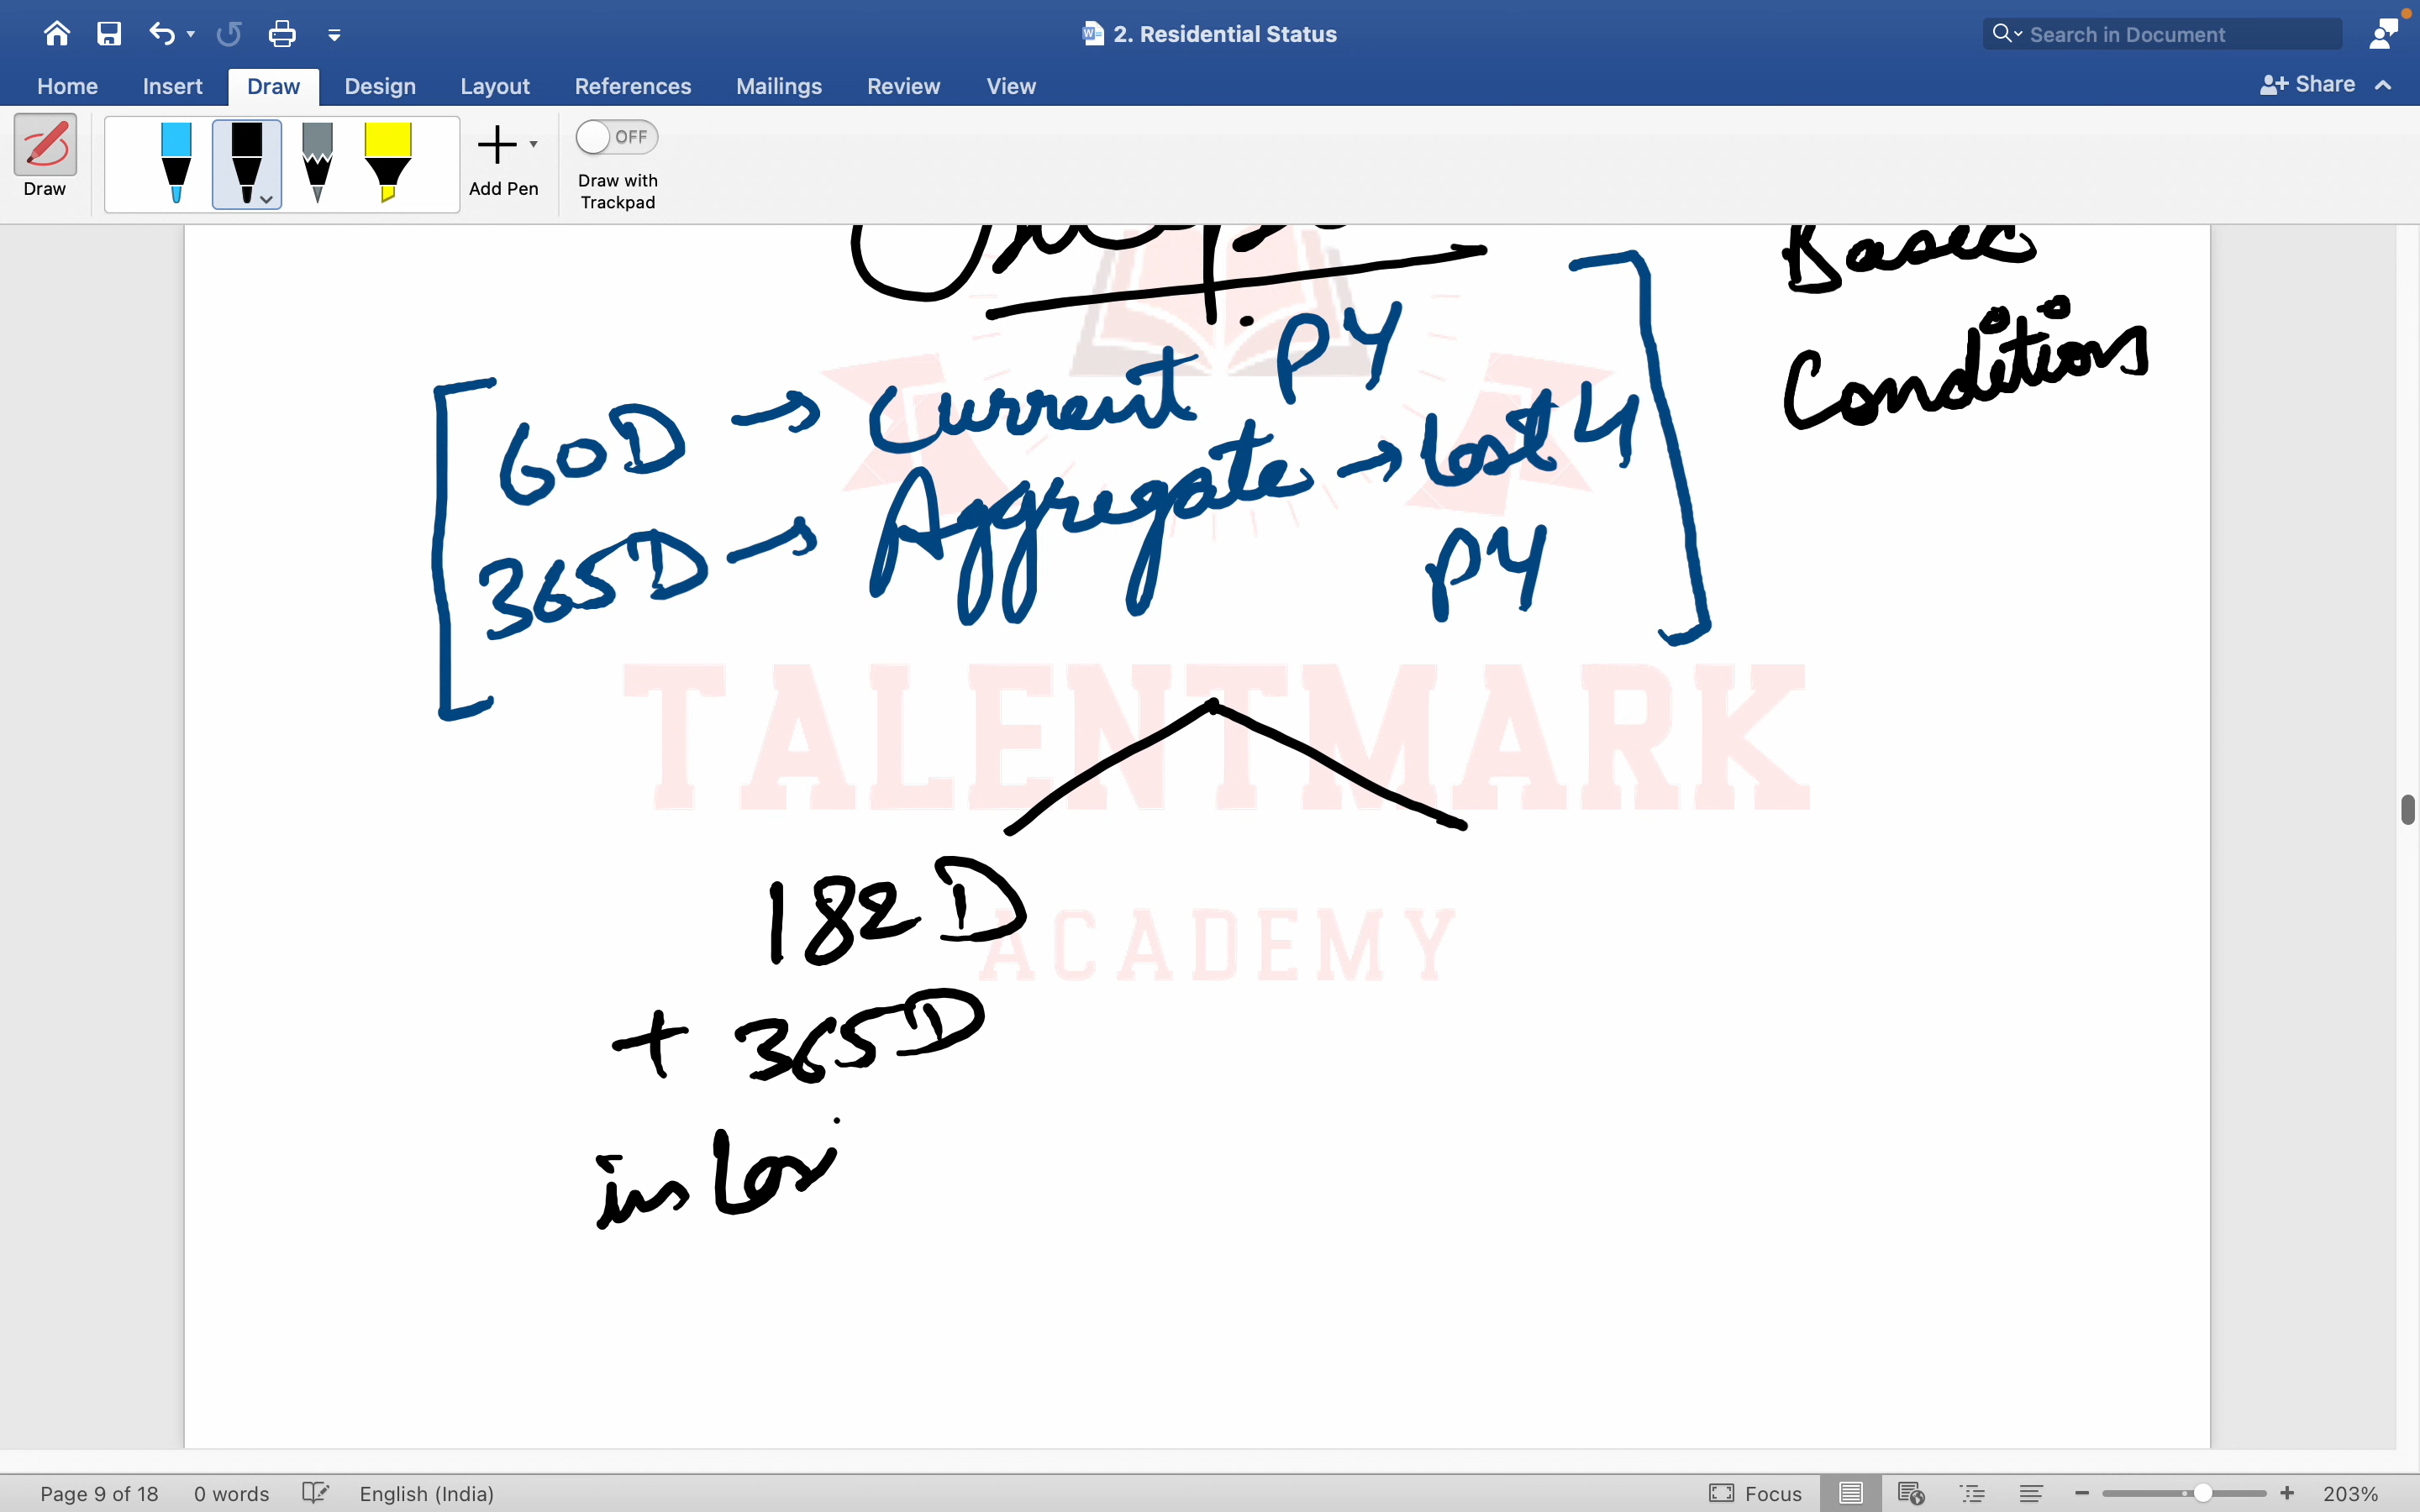 2. Residential Status
Search in Document
Home Insert Draw Design Layout References Mailings Review View
Share
Draw
Add Pen
OFF
Draw with
Trackpad
Basic
Conditions
60D → Current PY
365D → Aggregate → last 4
PY
TALENTMARK
ACADEMY
182D
+ 365D
in las
Page 9 of 18 0 words English (India) Focus 203%